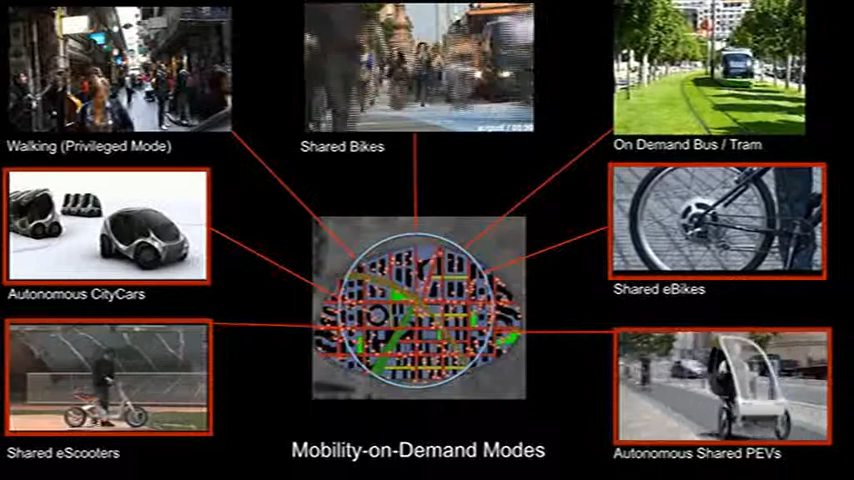 Walking (Privileged Mode)
Shared Bikes
On Demand Bus / Tram
Autonomous CityCars
Shared eBikes
Shared eScooters
Mobility-on-Demand Modes
Autonomous Shared PEVs